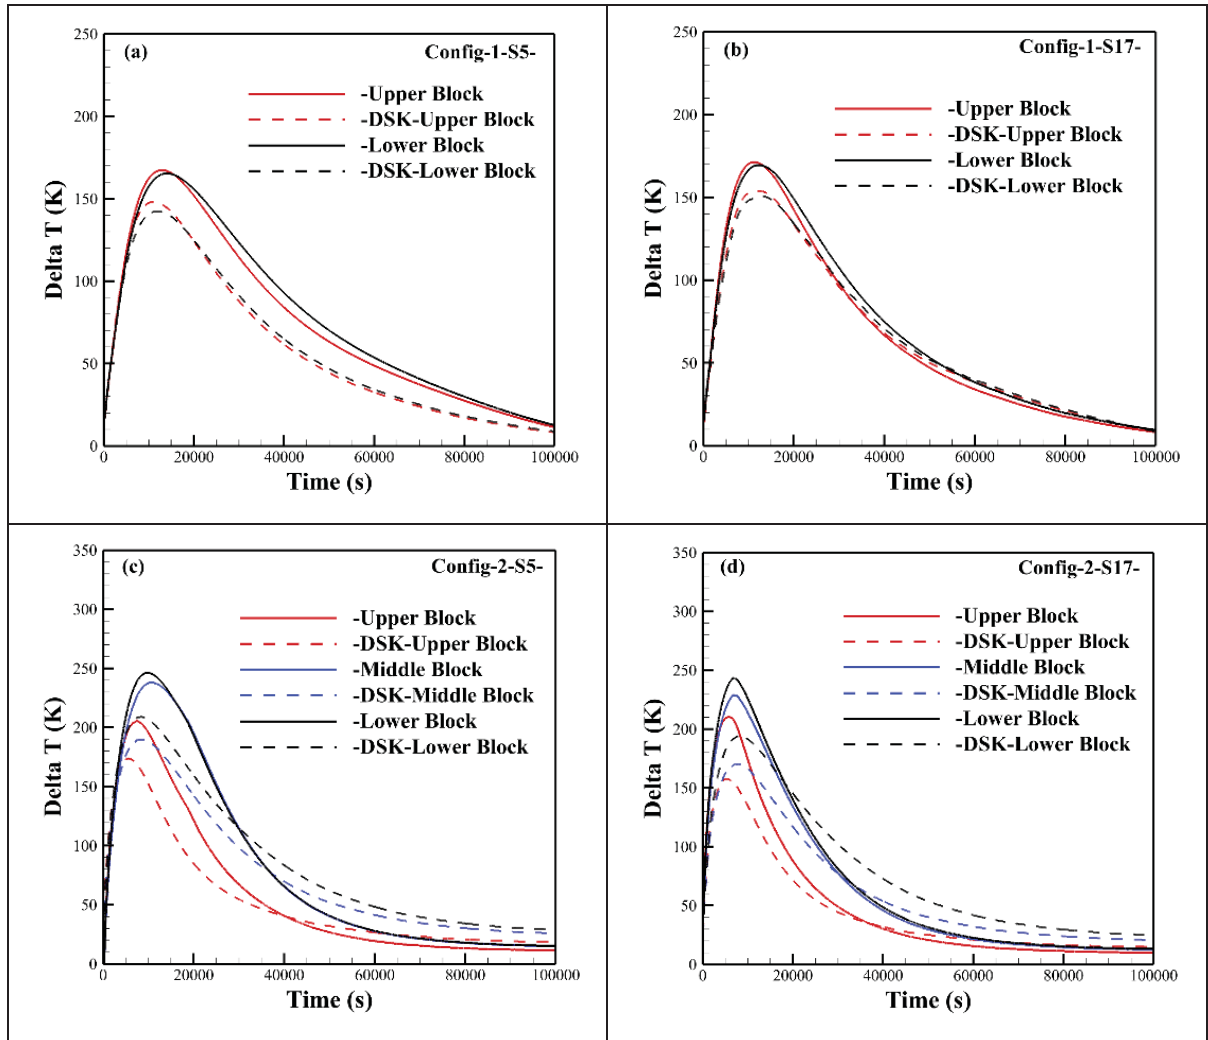 (a) Config-1-S5-
-Upper Block
-DSK-Upper Block
-Lower Block
-DSK-Lower Block
250
200
150
100
50
0
Delta T (K)
0 20000 40000 60000 80000 100000
Time (s)
(b) Config-1-S17-
-Upper Block
-DSK-Upper Block
-Lower Block
-DSK-Lower Block
250
200
150
100
50
0
Delta T (K)
0 20000 40000 60000 80000 100000
Time (s)
(c) Config-2-S5-
-Upper Block
-DSK-Upper Block
-Middle Block
-DSK-Middle Block
-Lower Block
-DSK-Lower Block
350
300
250
200
150
100
50
0
Delta T (K)
0 20000 40000 60000 80000 100000
Time (s)
(d) Config-2-S17-
-Upper Block
-DSK-Upper Block
-Middle Block
-DSK-Middle Block
-Lower Block
-DSK-Lower Block
350
300
250
200
150
100
50
0
Delta T (K)
0 20000 40000 60000 80000 100000
Time (s)